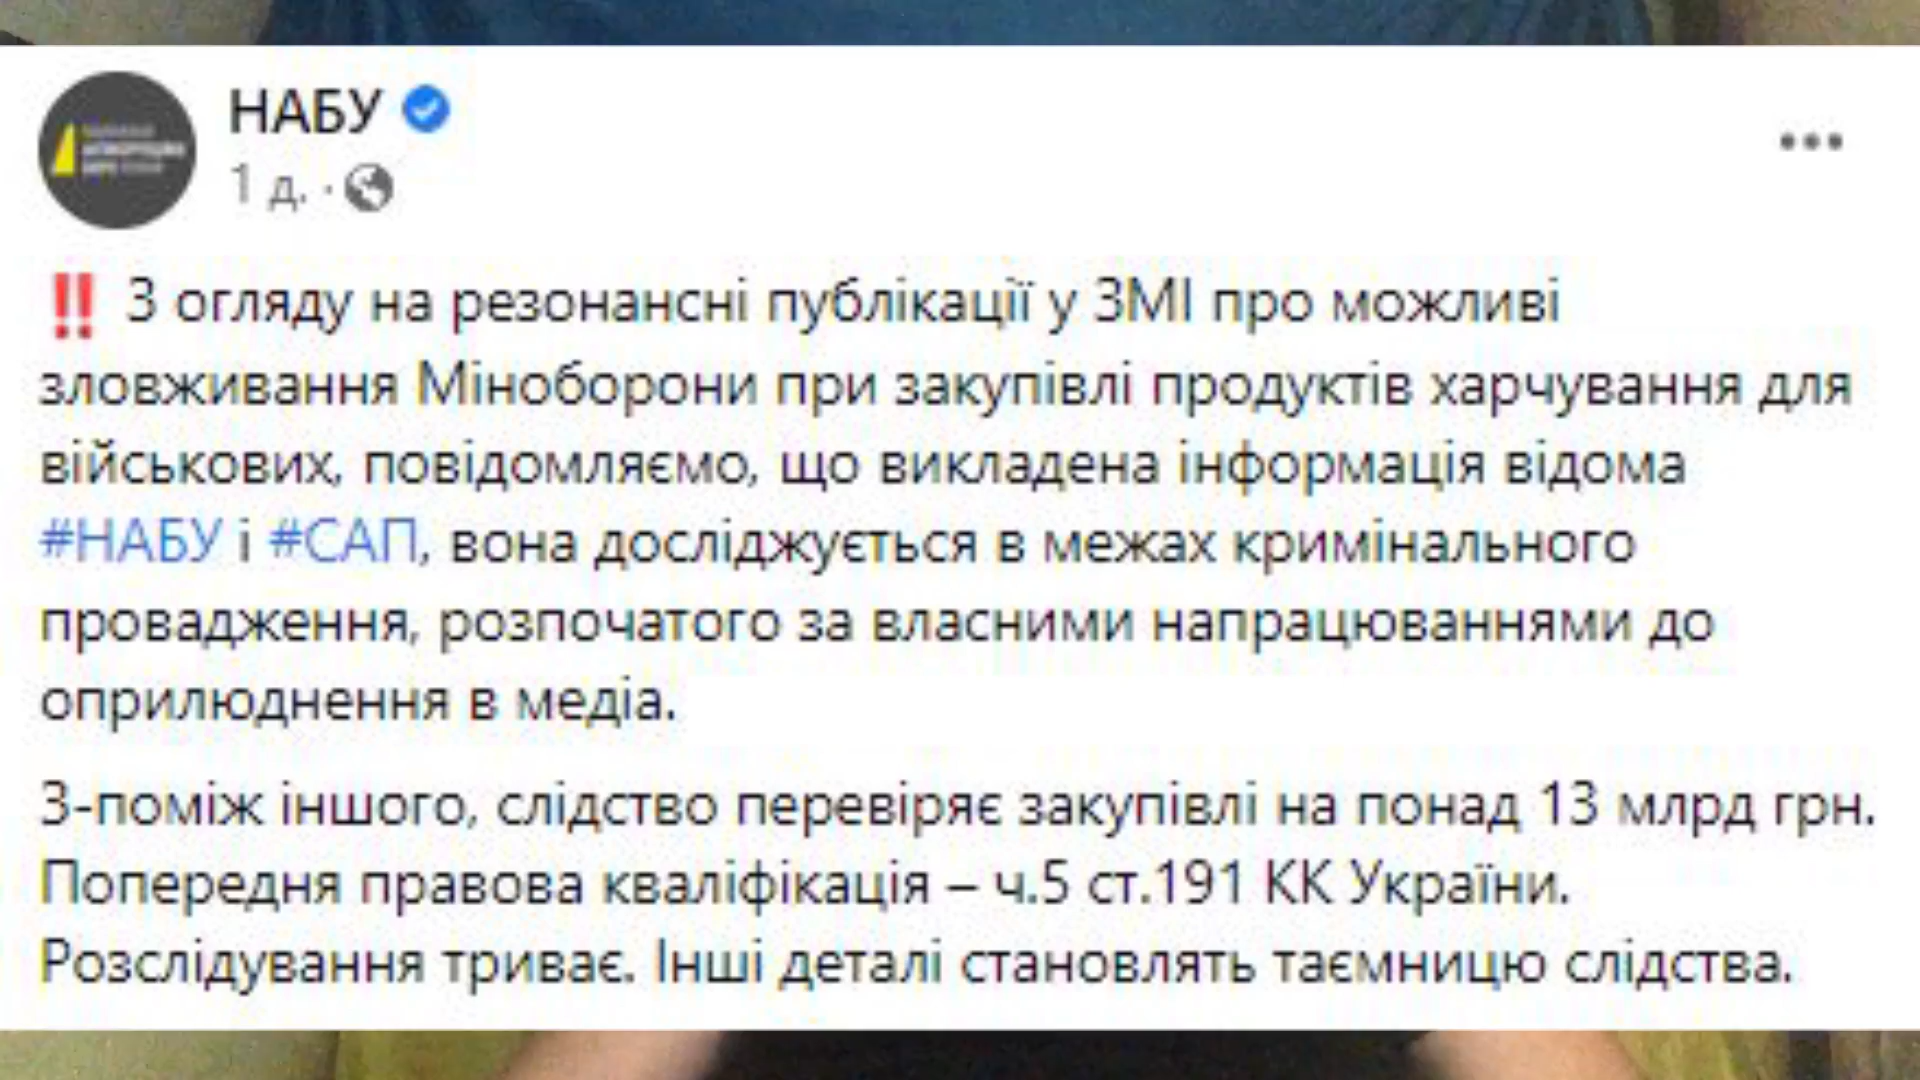 НАБУ
1 д. ·
‼ З огляду на резонансні публікації у ЗМІ про можливі
зловживання Міноборони при закупівлі продуктів харчування для
військових, повідомляємо, що викладена інформація відома
#НАБУ і #САП, вона досліджується в межах кримінального
провадження, розпочатого за власними напрацюваннями до
оприлюднення в медіа.
З-поміж іншого, слідство перевіряє закупівлі на понад 13 млрд грн.
Попередня правова кваліфікація – ч.5 ст.191 КК України.
Розслідування триває. Інші деталі становлять таємницю слідства.